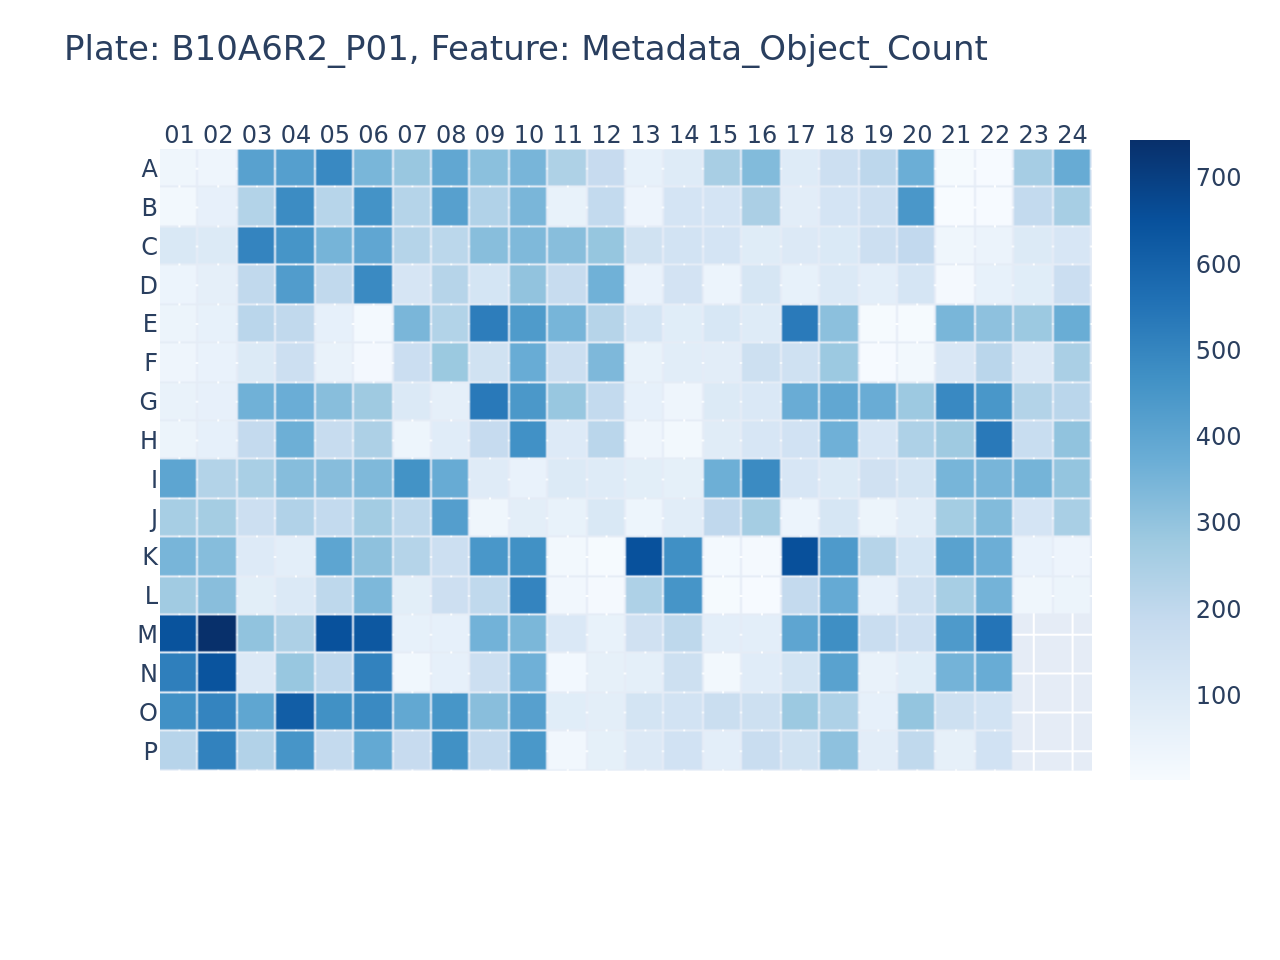 Plate: B10A6R2_P01, Feature: Metadata_Object_Count
01 02 03 04 05 06 07 08 09 10 11 12 13 14 15 16 17 18 19 20 21 22 23 24
A
B
C
D
E
F
G
H
I
J
K
L
M
N
O
P
700
600
500
400
300
200
100